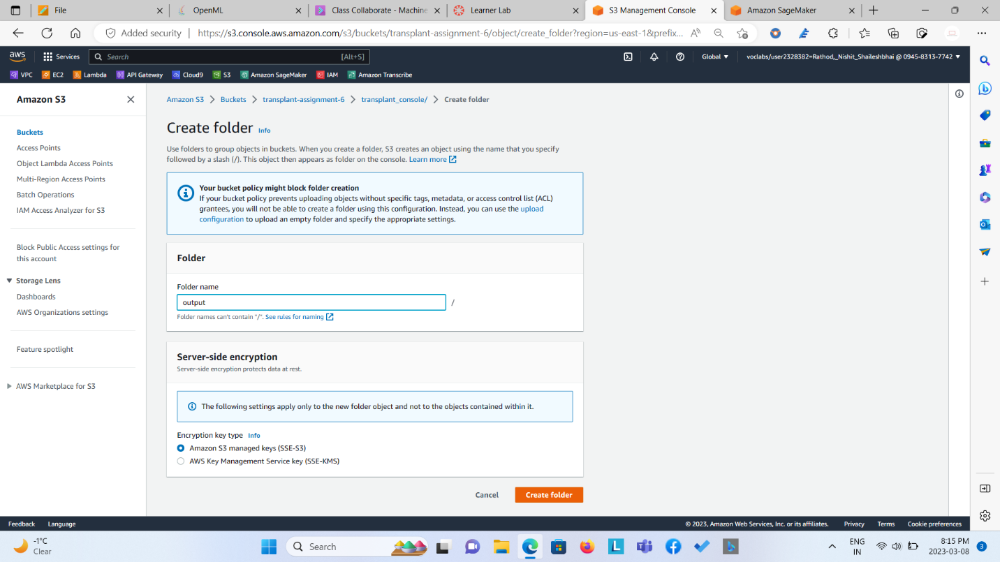 File
OpenML
Class Collaborate - Machine
Learner Lab
S3 Management Console
Amazon SageMaker
Added security
https://s3.console.aws.amazon.com/s3/buckets/transplant-assignment-6/object/create_folder?region=us-east-1&prefix...
aws
Services
Search
[Alt+S]
Global
voclabs/user2328382=Rathod,_Nishit_Shaileshbhai @ 0945-8313-7742
VPC
EC2
Lambda
API Gateway
Cloud9
S3
Amazon SageMaker
IAM
Amazon Transcribe
Amazon S3
Buckets
Access Points
Object Lambda Access Points
Multi-Region Access Points
Batch Operations
IAM Access Analyzer for S3
Block Public Access settings for
this account
Storage Lens
Dashboards
AWS Organizations settings
Feature spotlight
AWS Marketplace for S3
Amazon S3 > Buckets > transplant-assignment-6 > transplant_console/ > Create folder
Create folder Info
Use folders to group objects in buckets. When you create a folder, S3 creates an object using the name that you specify
followed by a slash (/). This object then appears as folder on the console. Learn more
Your bucket policy might block folder creation
If your bucket policy prevents uploading objects without specific tags, metadata, or access control list (ACL)
grantees, you will not be able to create a folder using this configuration. Instead, you can use the upload
configuration to upload an empty folder and specify the appropriate settings.
Folder
Folder name
output /
Folder names can't contain "/". See rules for naming
Server-side encryption
Server-side encryption protects data at rest.
The following settings apply only to the new folder object and not to the objects contained within it.
Encryption key type Info
Amazon S3 managed keys (SSE-S3)
AWS Key Management Service key (SSE-KMS)
Cancel
Create folder
Feedback
Language
© 2023, Amazon Web Services, Inc. or its affiliates.
Privacy
Terms
Cookie preferences
-1°C
Clear
Search
ENG
IN
8:15 PM
2023-03-08
3